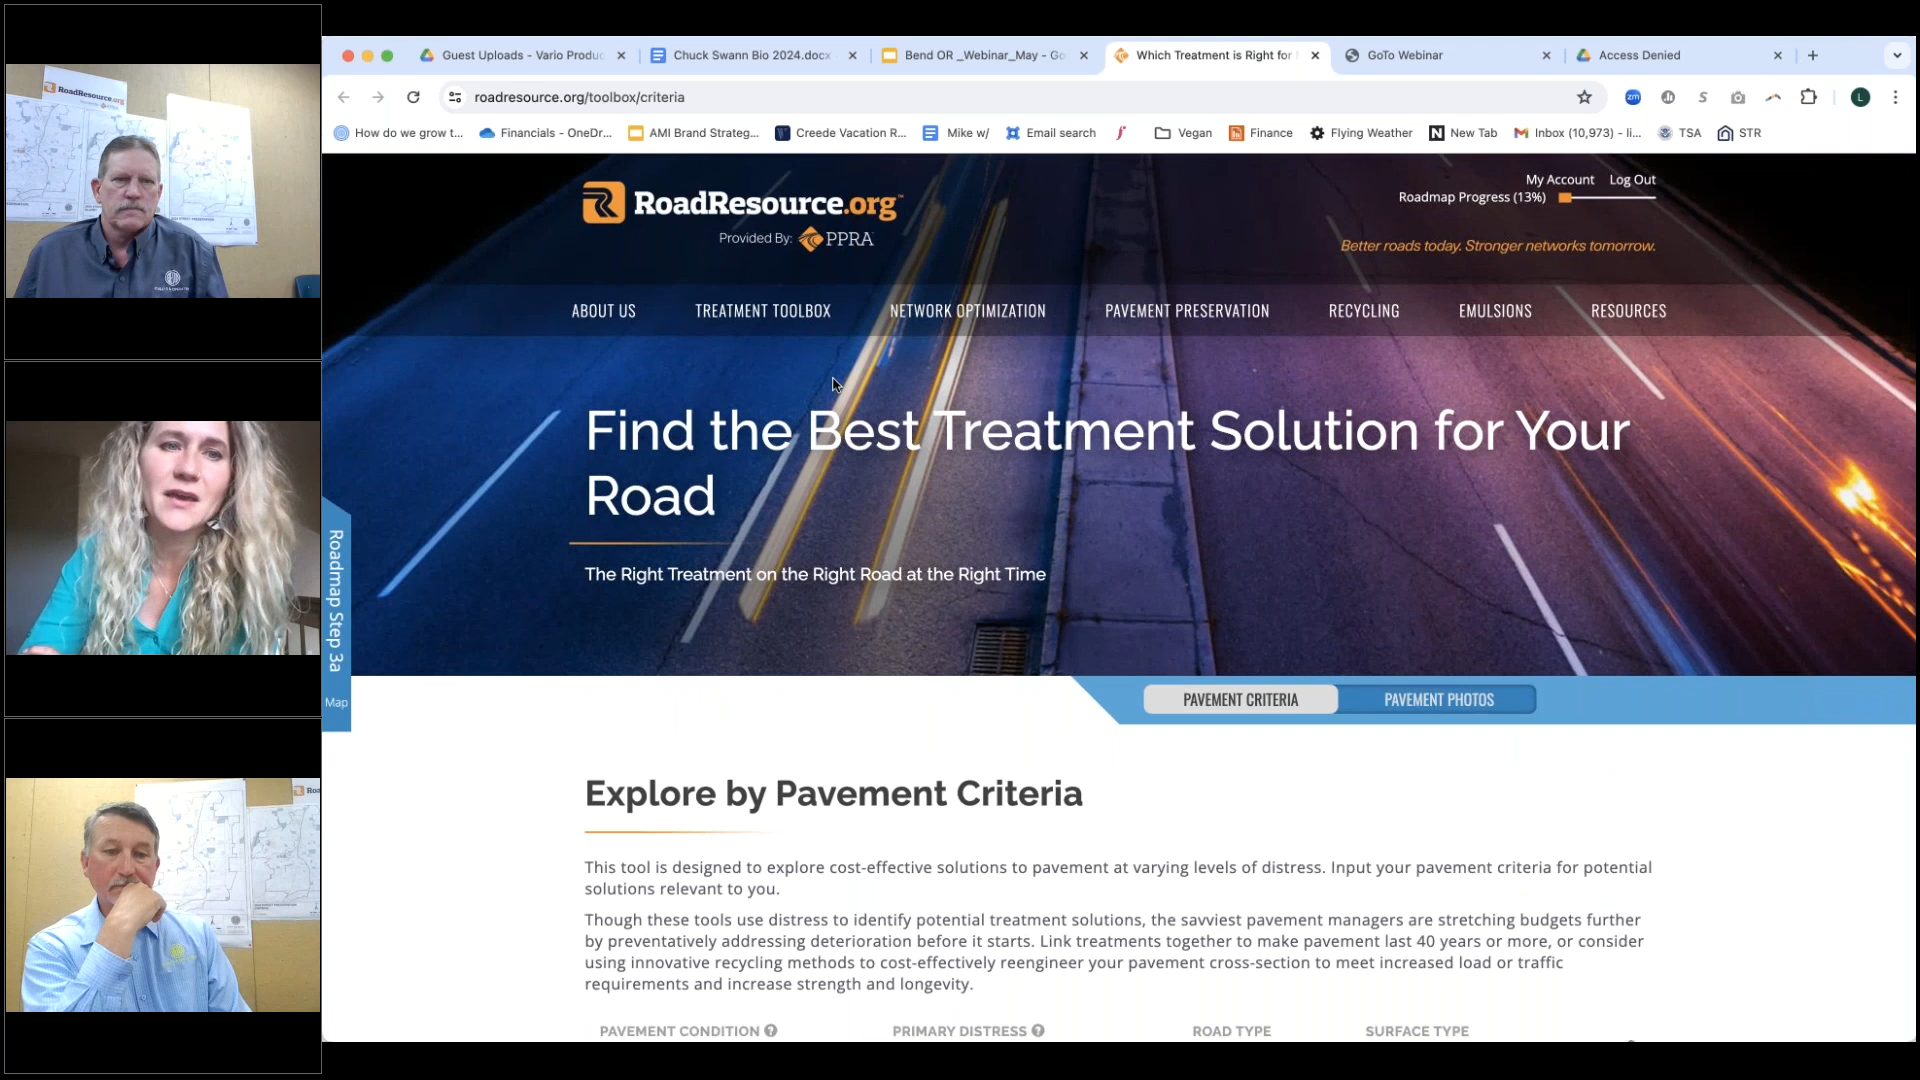 RoadResource.org
Guest Uploads - Vario Produc
Chuck Swann Bio 2024.docx
Bend OR _Webinar_May - Go
Which Treatment is Right for
GoTo Webinar
Access Denied
roadresource.org/toolbox/criteria
L
How do we grow t...
Financials - OneDr...
AMI Brand Strateg...
Creede Vacation R...
Mike w/
Email search
Vegan
Finance
Flying Weather
New Tab
Inbox (10,973) - li...
TSA
STR
My Account Log Out
Roadmap Progress (13%)
RoadResource.org™
Provided By: PPRA
Better roads today. Stronger networks tomorrow.
ABOUT US
TREATMENT TOOLBOX
NETWORK OPTIMIZATION
PAVEMENT PRESERVATION
RECYCLING
EMULSIONS
RESOURCES
Find the Best Treatment Solution for Your
Road
The Right Treatment on the Right Road at the Right Time
Roadmap Step 3a
Map
PAVEMENT CRITERIA
PAVEMENT PHOTOS
Explore by Pavement Criteria
This tool is designed to explore cost-effective solutions to pavement at varying levels of distress. Input your pavement criteria for potential
solutions relevant to you.
Though these tools use distress to identify potential treatment solutions, the savviest pavement managers are stretching budgets further
by preventatively addressing deterioration before it starts. Link treatments together to make pavement last 40 years or more, or consider
using innovative recycling methods to cost-effectively reengineer your pavement cross-section to meet increased load or traffic
requirements and increase strength and longevity.
PAVEMENT CONDITION
PRIMARY DISTRESS
ROAD TYPE
SURFACE TYPE